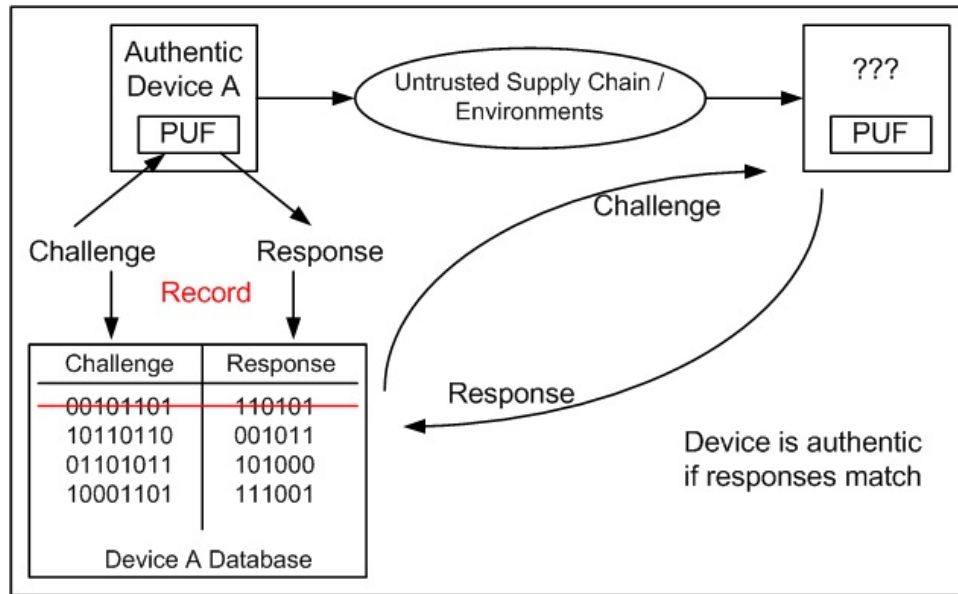 Authentic
Device A
PUF
Untrusted Supply Chain /
Environments
???
PUF
Challenge
Response
Record
Challenge
Response
Challenge Response
00101101 110101
10110110 001011
01101011 101000
10001101 111001
Device A Database
Device is authentic
if responses match